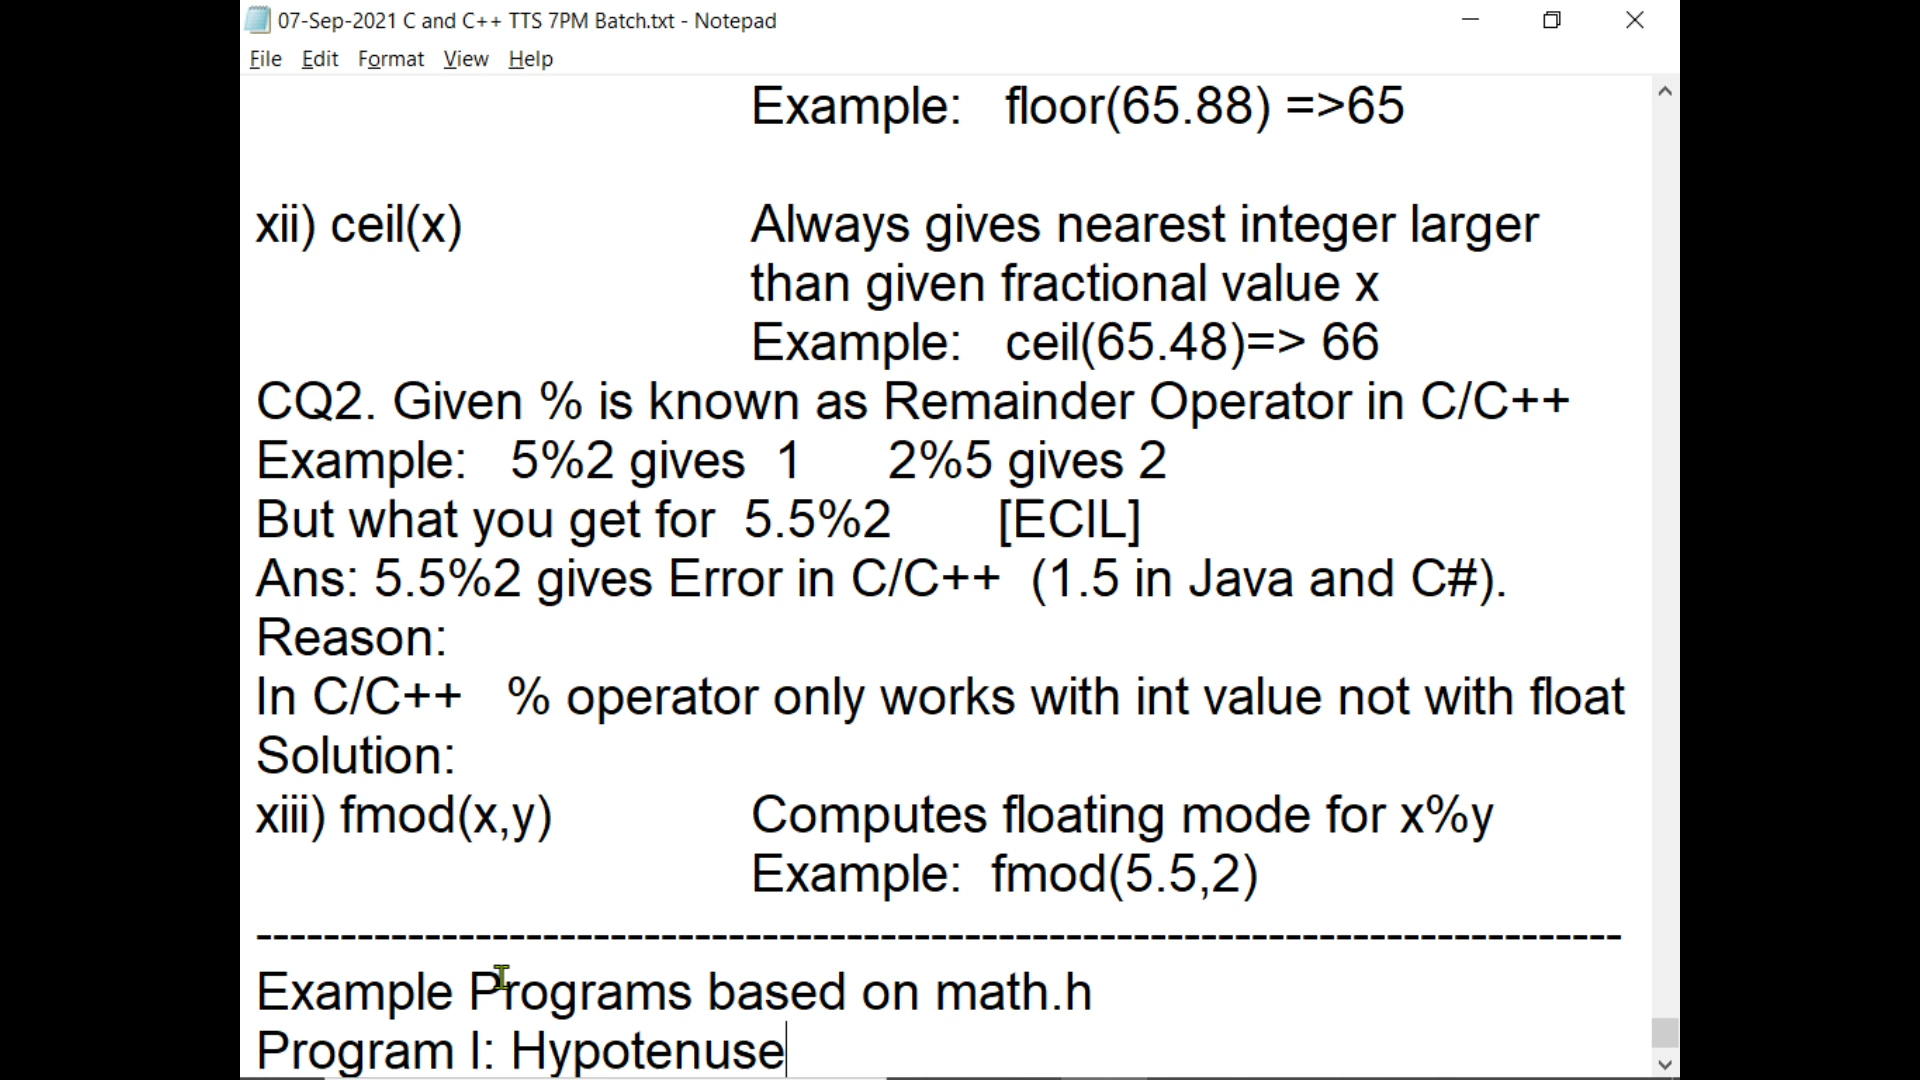 07-Sep-2021 C and C++ TTS 7PM Batch.txt - Notepad
File Edit Format View Help
Example: floor(65.88) =>65
xii) ceil(x) Always gives nearest integer larger
than given fractional value x
Example: ceil(65.48)=> 66
CQ2. Given % is known as Remainder Operator in C/C++
Example: 5%2 gives 1 2%5 gives 2
But what you get for 5.5%2 [ECIL]
Ans: 5.5%2 gives Error in C/C++ (1.5 in Java and C#).
Reason:
In C/C++ % operator only works with int value not with float
Solution:
xiii) fmod(x,y) Computes floating mode for x%y
Example: fmod(5.5,2)
--------------------------------------------------------------------------------
Example Programs based on math.h
Program I: Hypotenuse